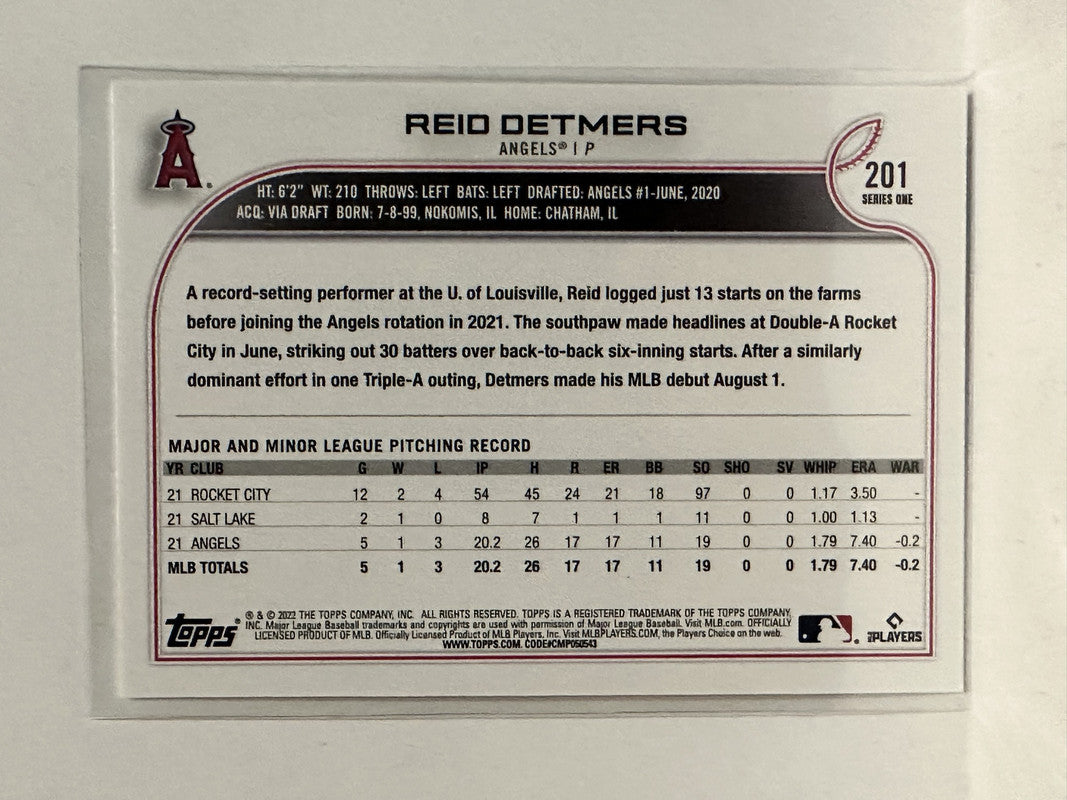 REID DETMERS
ANGELS® | P
A.
201
SERIES ONE
HT: 6'2" WT: 210 THROWS: LEFT BATS: LEFT DRAFTED: ANGELS #1-JUNE, 2020
ACQ: VIA DRAFT BORN: 7-8-99, NOKOMIS, IL HOME: CHATHAM, IL
A record-setting performer at the U. of Louisville, Reid logged just 13 starts on the farms
before joining the Angels rotation in 2021. The southpaw made headlines at Double-A Rocket
City in June, striking out 30 batters over back-to-back six-inning starts. After a similarly
dominant effort in one Triple-A outing, Detmers made his MLB debut August 1.
MAJOR AND MINOR LEAGUE PITCHING RECORD
YR CLUB G W L IP H R ER BB SO SHO SV WHIP ERA WAR
21 ROCKET CITY 12 2 4 54 45 24 21 18 97 0 0 1.17 3.50 -
21 SALT LAKE 2 1 0 8 7 1 1 1 11 0 0 1.00 1.13 -
21 ANGELS 5 1 3 20.2 26 17 17 11 19 0 0 1.79 7.40 -0.2
MLB TOTALS 5 1 3 20.2 26 17 17 11 19 0 0 1.79 7.40 -0.2
Topps®
® & © 2022 THE TOPPS COMPANY, INC. ALL RIGHTS RESERVED. TOPPS IS A REGISTERED TRADEMARK OF THE TOPPS COMPANY,
INC. Major League Baseball trademarks and copyrights are used with permission of Major League Baseball. Visit MLB.com. OFFICIALLY
LICENSED PRODUCT OF MLB. Officially Licensed Product of MLB Players, Inc. Visit MLBPLAYERS.COM, the Players Choice on the web.
WWW.TOPPS.COM. CODE#CMP050543
PLAYERS